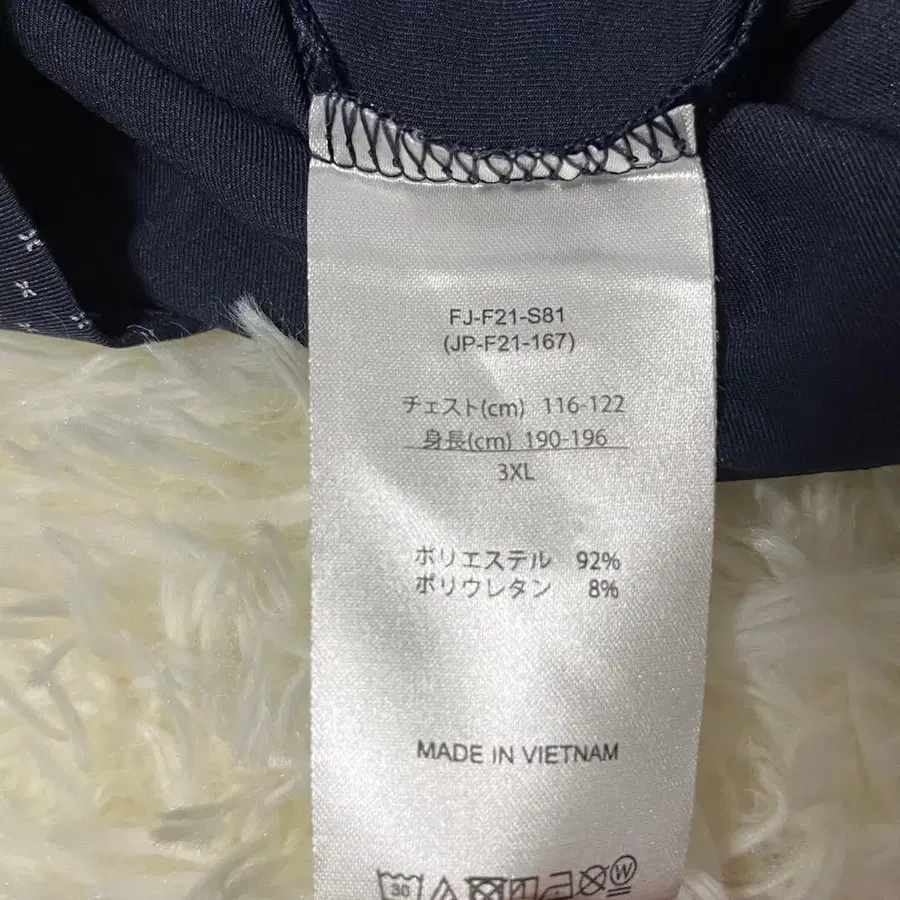 FJ-F21-S81
(JP-F21-167)
チェスト(cm) 116-122
身長(cm) 190-196
3XL
ポリエステル 92%
ポリウレタン 8%
MADE IN VIETNAM
30 W